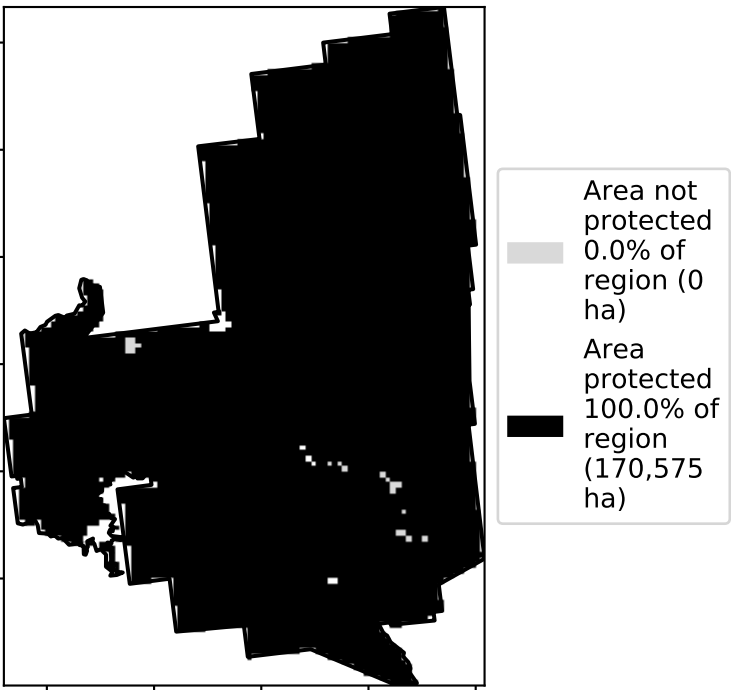 Area not
protected
0.0% of
region (0
ha)
Area
protected
100.0% of
region
(170,575
ha)